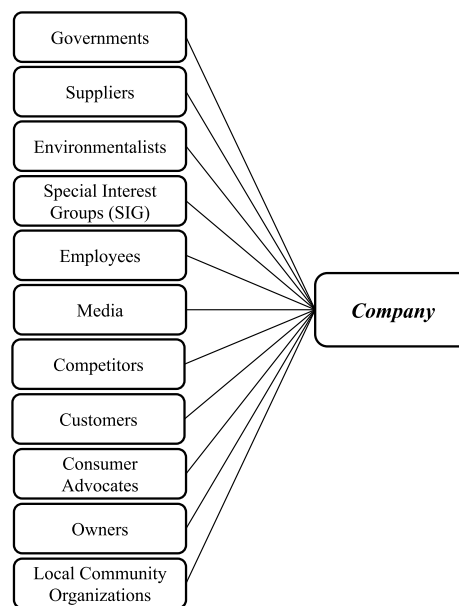 Governments
Suppliers
Environmentalists
Special Interest
Groups (SIG)
Employees
Media
Company
Competitors
Customers
Consumer
Advocates
Owners
Local Community
Organizations